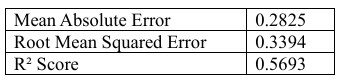 Mean Absolute Error 0.2825
Root Mean Squared Error 0.3394
R² Score 0.5693